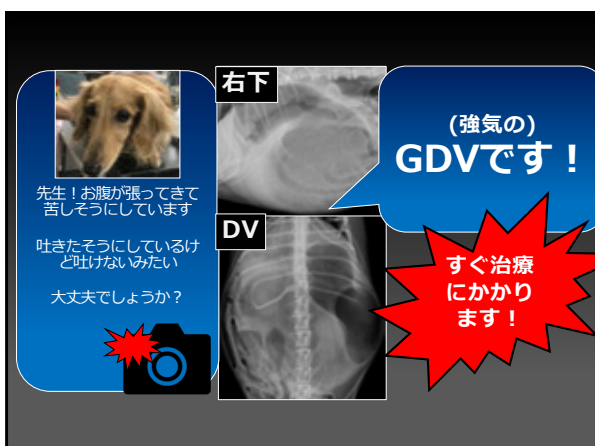 先生！お腹が張ってきて
苦しそうにしています
吐きたそうにしているけ
ど吐けないみたい
大丈夫でしょうか？
右下
DV
(強気の)
GDVです！
すぐ治療
にかかり
ます！